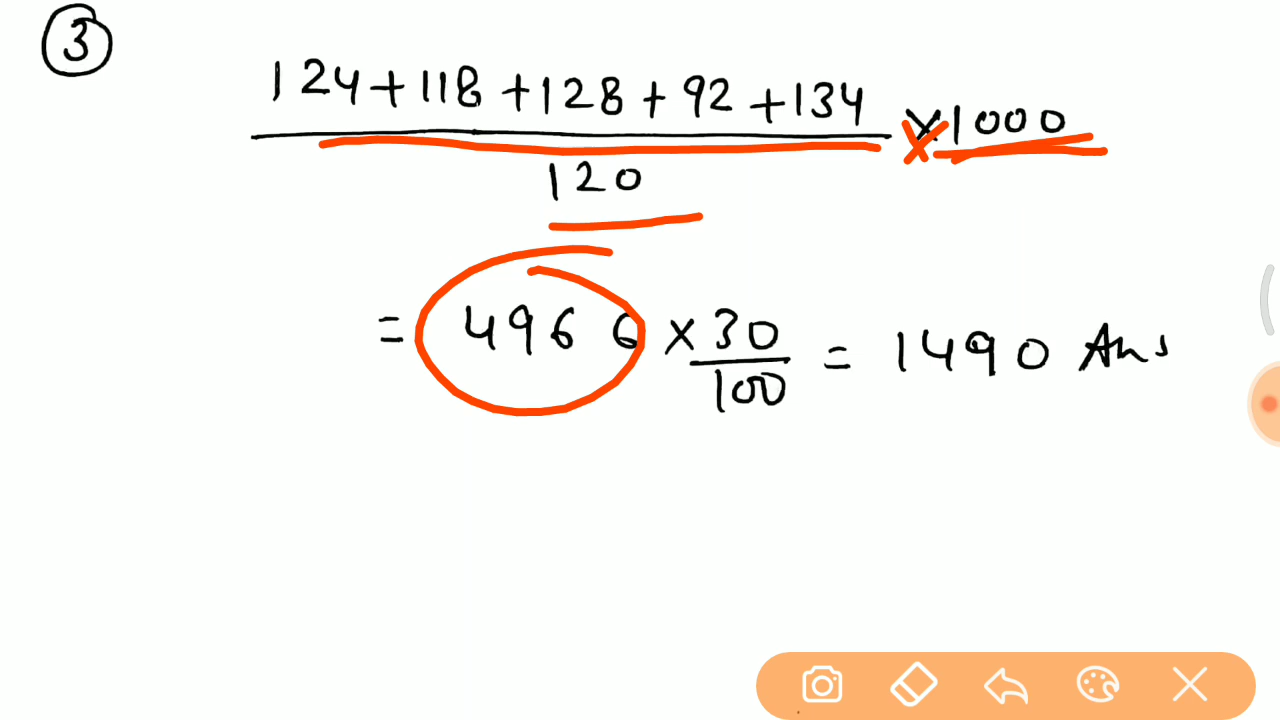 3
124+118+128+92+134 ×1000
120
= 4966 × 30/100 = 1490 Ans